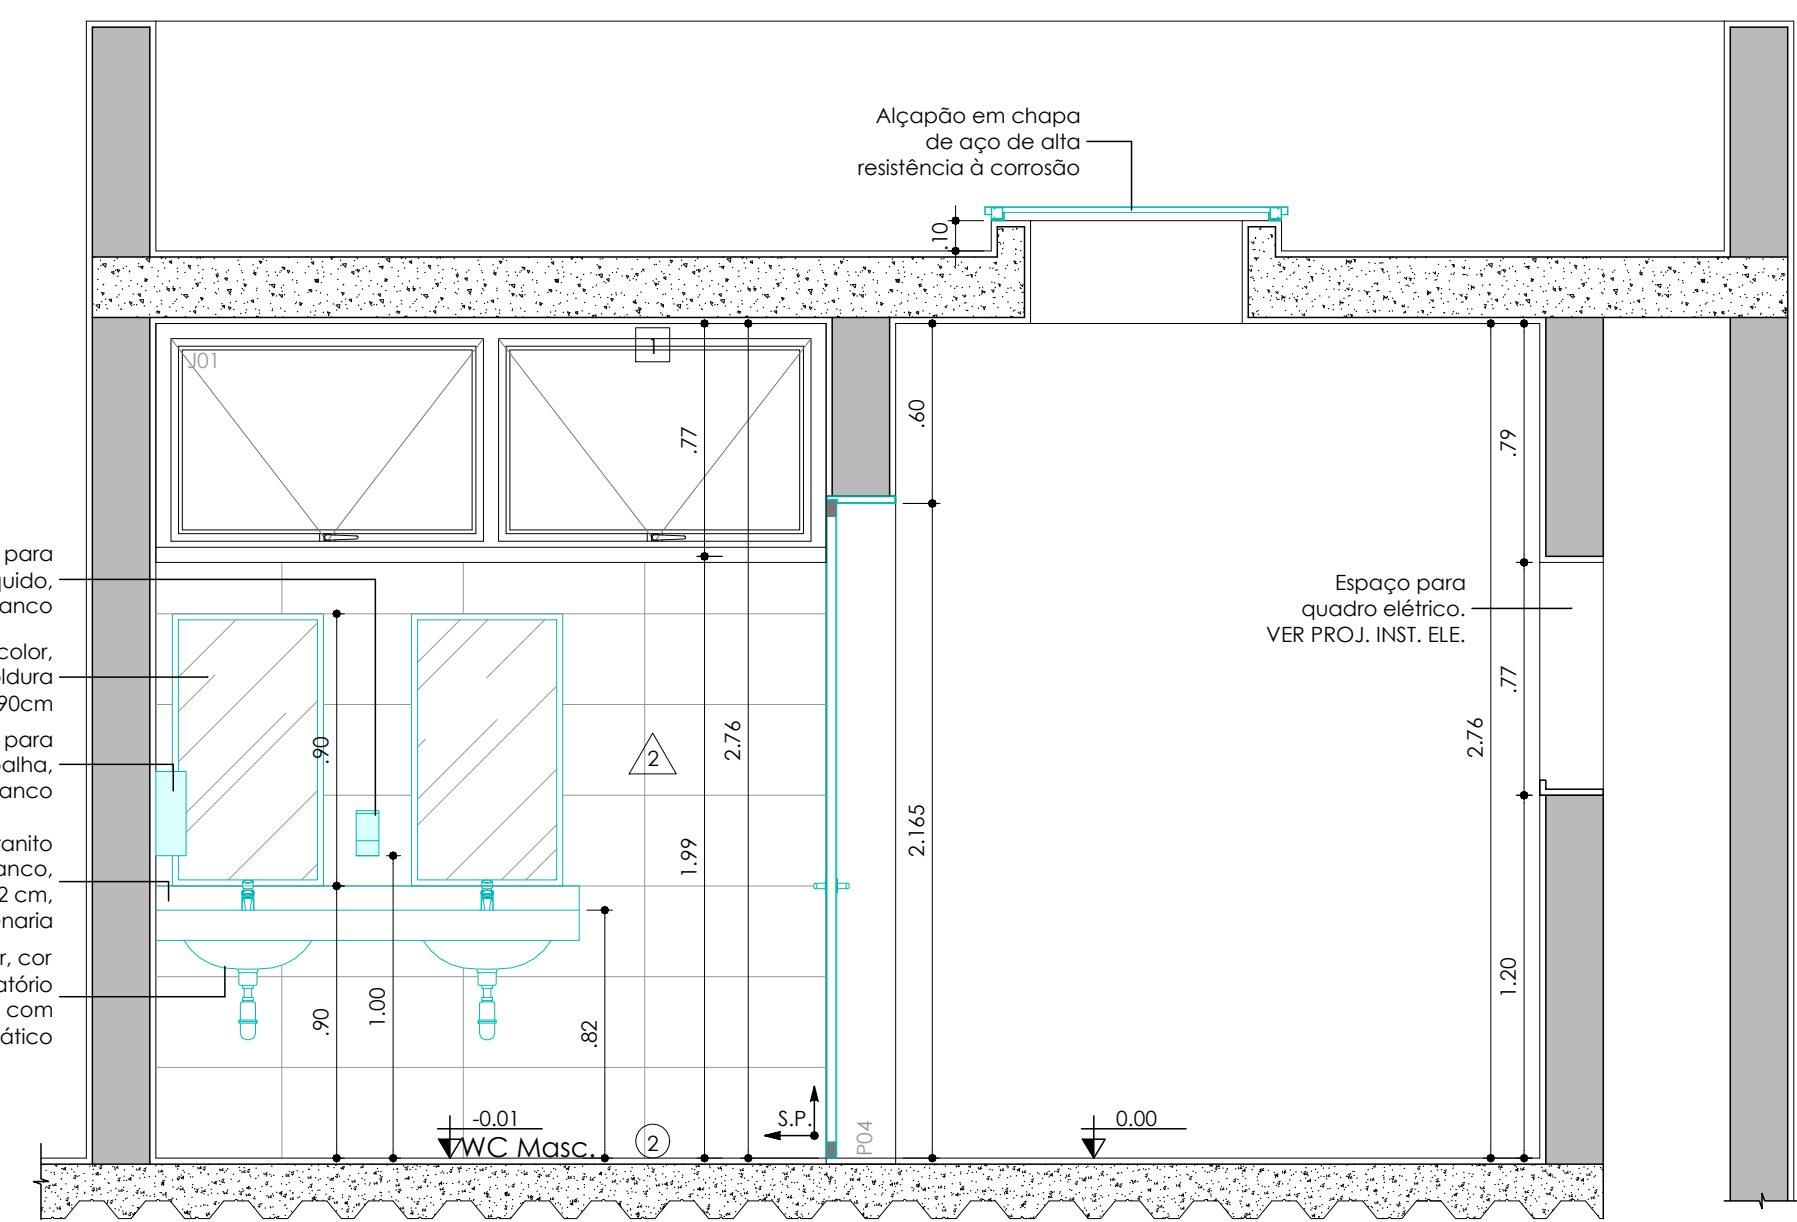 Alçapão em chapa
de aço de alta
resistência à corrosão
.10
J01
1
.77
.60
.79
para
quido,
anco
color,
ldura
90cm
para
palha,
anco
anito
anco,
2 cm,
enaria
r, cor
atório
com
ático
Espaço para
quadro elétrico.
VER PROJ. INST. ELE.
.90
2
2.76
1.99
2.165
.77
2.76
1.20
.90
1.00
.82
-0.01
WC Masc.
2
S.P.
P04
0.00